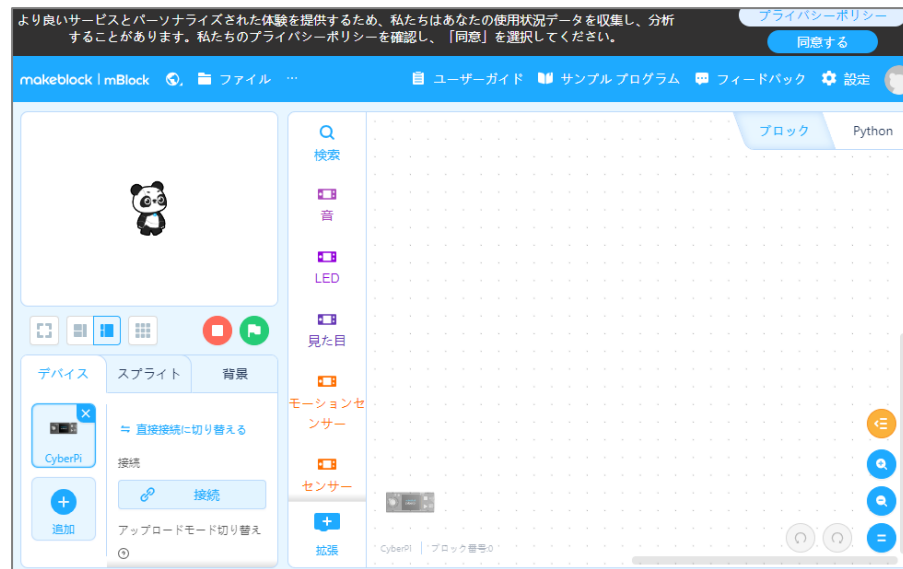 より良いサービスとパーソナライズされた体験を提供するため、私たちはあなたの使用状況データを収集し、分析
することがあります。私たちのプライバシーポリシーを確認し、「同意」を選択してください。
プライバシーポリシー
同意する
makeblock | mBlock
ファイル
ユーザーガイド
サンプル プログラム
フィードバック
設定
検索
音
LED
見た目
モーションセ
ンサー
センサー
拡張
ブロック
Python
デバイス
スプライト
背景
CyberPi
追加
直接接続に切り替える
接続
接続
アップロードモード切り替え
CyberPi
ブロック番号:0